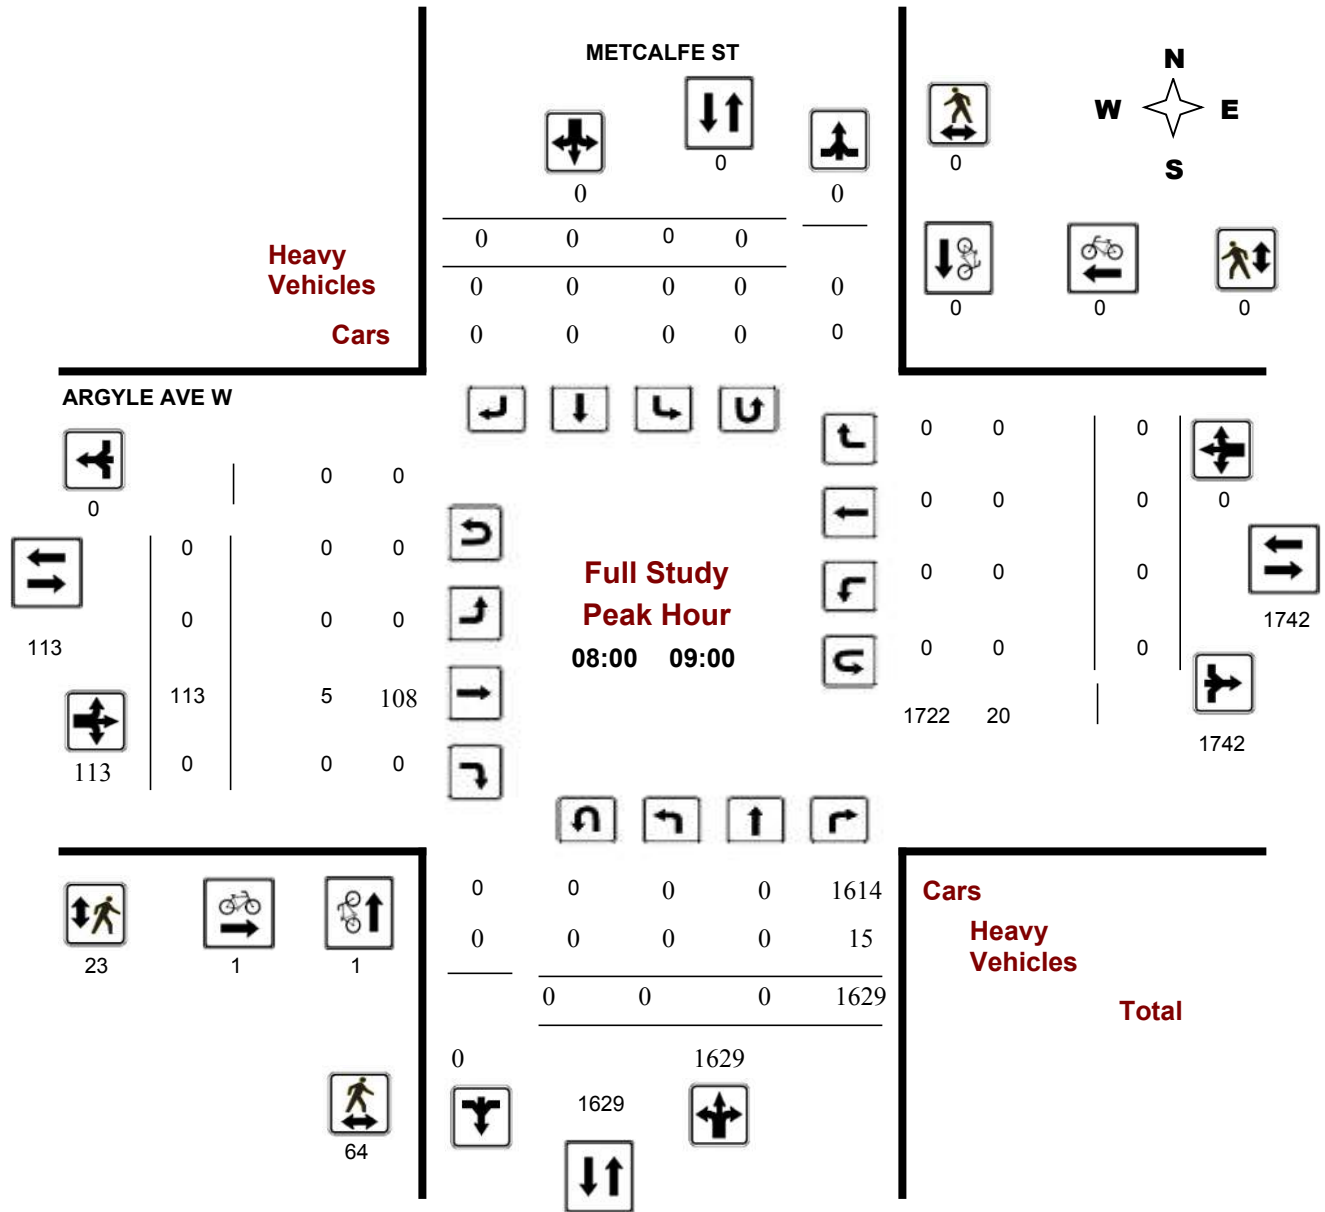 METCALFE ST
N
W E
S
0
0
0
0 0
0 0 0 0
Heavy
Vehicles
0 0 0 0 0
0 0 0
Cars
0 0 0 0 0
ARGYLE AVE W
0 0 0
0 0
0
0 0 0
0
0 0 0
Full Study
Peak Hour
08:00 09:00
0 0 0
0 0 0
1742
113
0 0 0
113 5 108
1722 20
1742
113
0 0 0
0 0 0 0 1614
Cars
0 0 0 0 15
Heavy
Vehicles
23 1 1
0 0 0 1629
Total
0 1629
1629
64